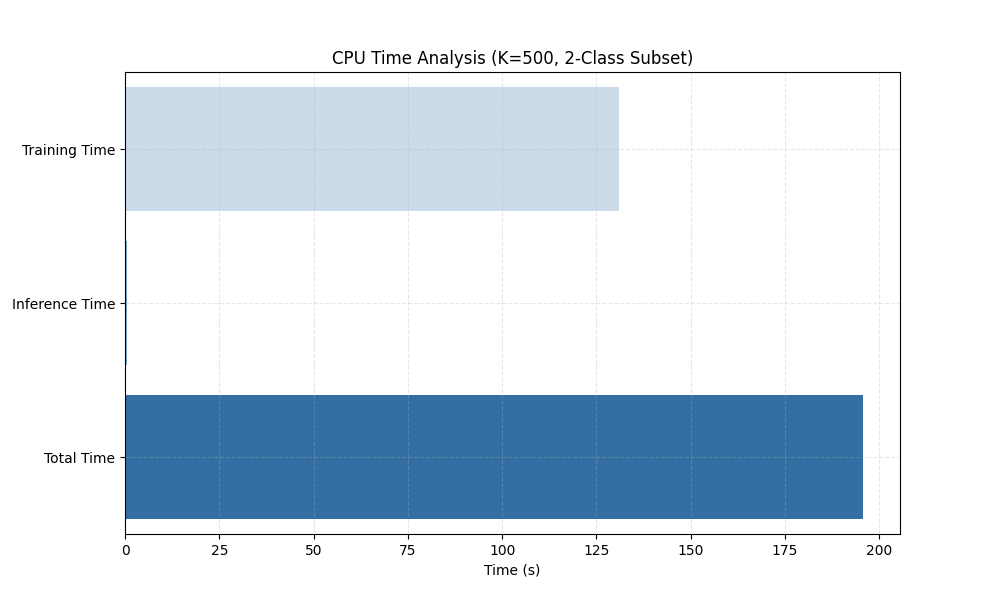 CPU Time Analysis (K=500, 2-Class Subset)
Training Time
Inference Time
Total Time
0 25 50 75 100 125 150 175 200
Time (s)